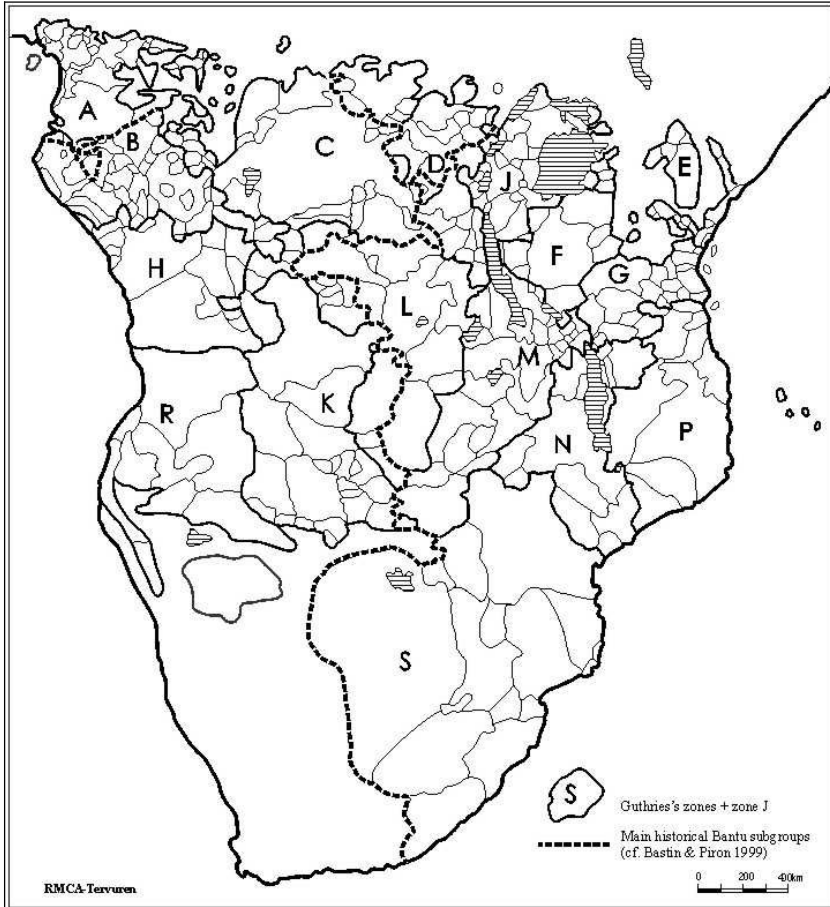 A
B
C
D
J
E
H
F
G
L
M
K
R
N
P
S
S
Guthries's zones + zone J
Main historical Bantu subgroups
(cf. Bastin & Piron 1999)
RMCA-Tervuren
0 200 400km